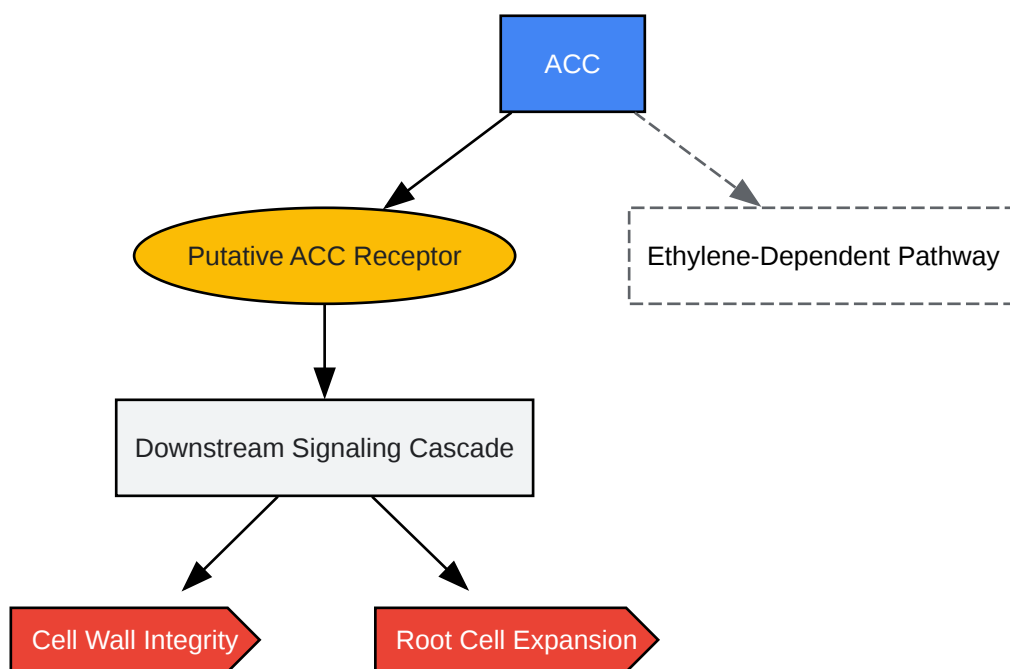 ACC
Putative ACC Receptor
Ethylene-Dependent Pathway
Downstream Signaling Cascade
Cell Wall Integrity
Root Cell Expansion